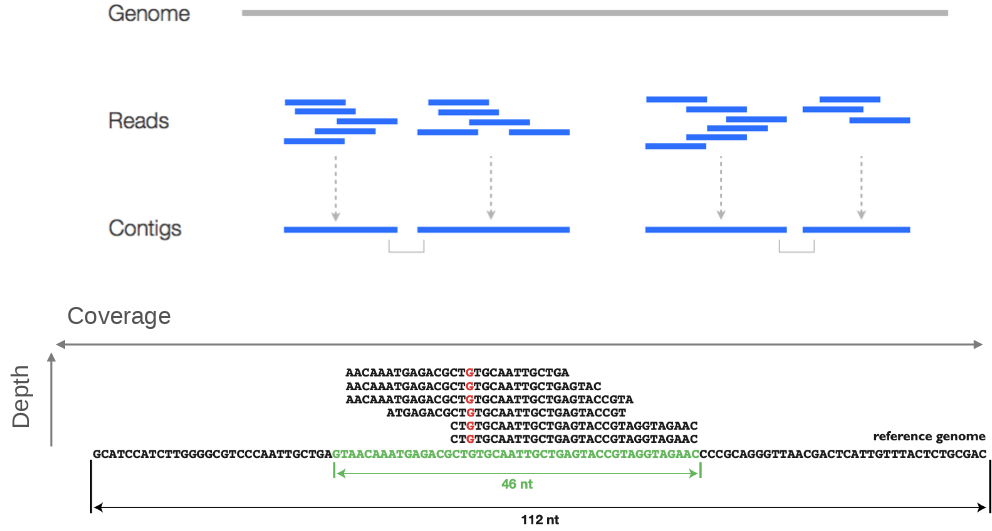 Genome
Reads
Contigs
Coverage
Depth
AACAAATGAGACGCTGTGCAATTGCTGA
AACAAATGAGACGCTGTGCAATTGCTGAGTAC
AACAAATGAGACGCTGTGCAATTGCTGAGTACCGTA
ATGAGACGCTGTGCAATTGCTGAGTACCGT
CTGTGCAATTGCTGAGTACCGTAGGTAGAAC
CTGTGCAATTGCTGAGTACCGTAGGTAGAAC
reference genome
GCATCCATCTTGGGGCGTCCCAATTGCTGAGTAACAAATGAGACGCTGTGCAATTGCTGAGTACCGTAGGTAGAACCCCGCAGGGTTAACGACTCATTGTTTACTCTGCGAC
46 nt
112 nt